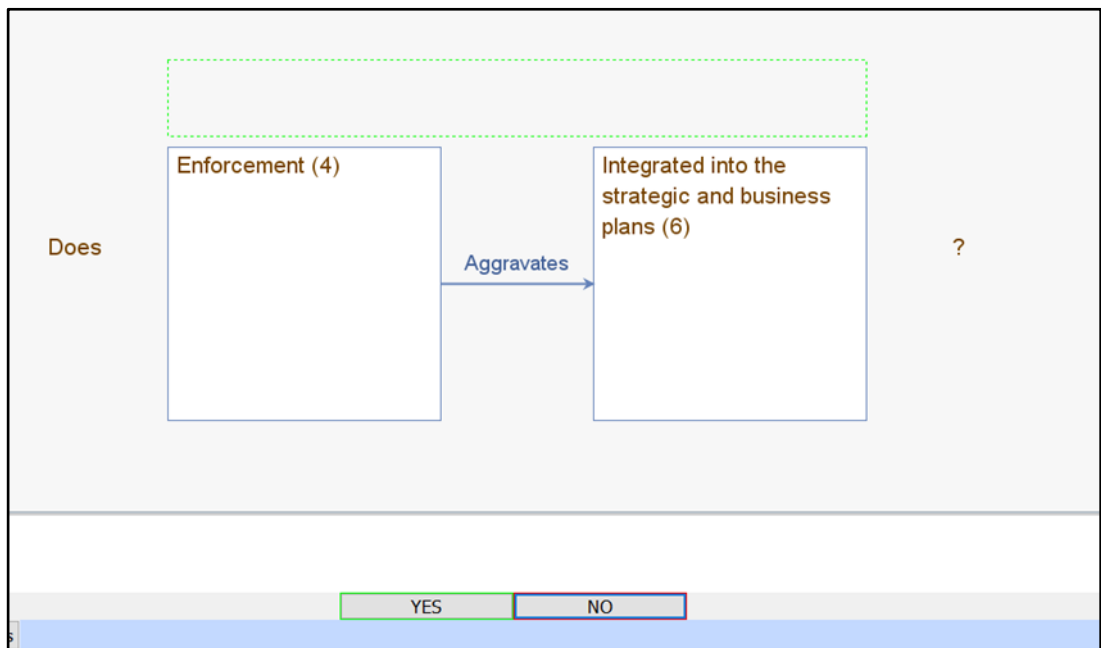 Enforcement (4)
Integrated into the
strategic and business
plans (6)
Does
Aggravates
?
YES
NO
s